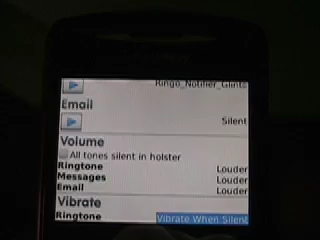 Ringo_Notifier_Glints
Email
Silent
Volume
All tones silent in holster
Ringtone Louder
Messages Louder
Email Louder
Vibrate
Ringtone Vibrate When Silent